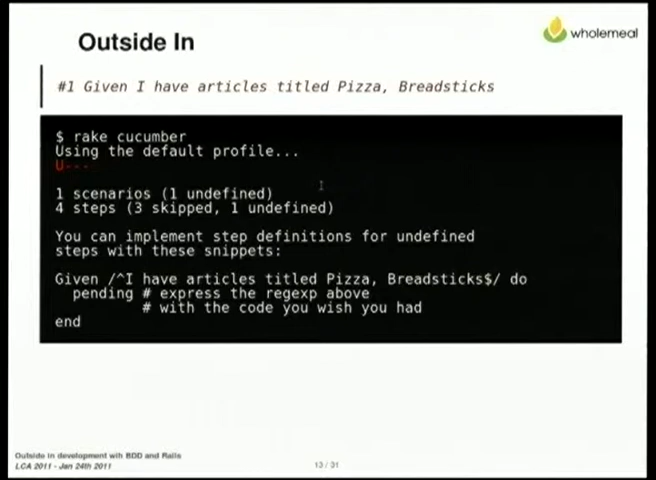 Outside In
wholemeal
#1 Given I have articles titled Pizza, Breadsticks
$ rake cucumber
Using the default profile...
U---
1 scenarios (1 undefined)
4 steps (3 skipped, 1 undefined)
You can implement step definitions for undefined
steps with these snippets:
Given /^I have articles titled Pizza, Breadsticks$/ do
pending # express the regexp above
# with the code you wish you had
end
Outside in development with BDD and Rails
LCA 2011 - Jan 24th 2011
13 / 31